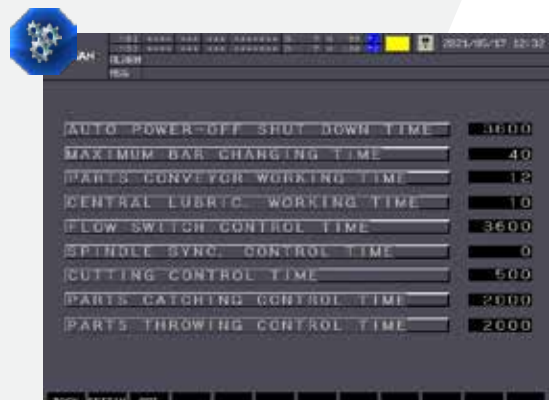 2021/05/17 12:32
ALARM
MSG
AUTO POWER-OFF SHUT DOWN TIME 3600
MAXIMUM BAR CHANGING TIME 40
PARTS CONVEYOR WORKING TIME 12
CENTRAL LUBRIC. WORKING TIME 10
FLOW SWITCH CONTROL TIME 3600
SPINDLE SYNC. CONTROL TIME 0
CUTTING CONTROL TIME 500
PARTS CATCHING CONTROL TIME 2000
PARTS THROWING CONTROL TIME 2000